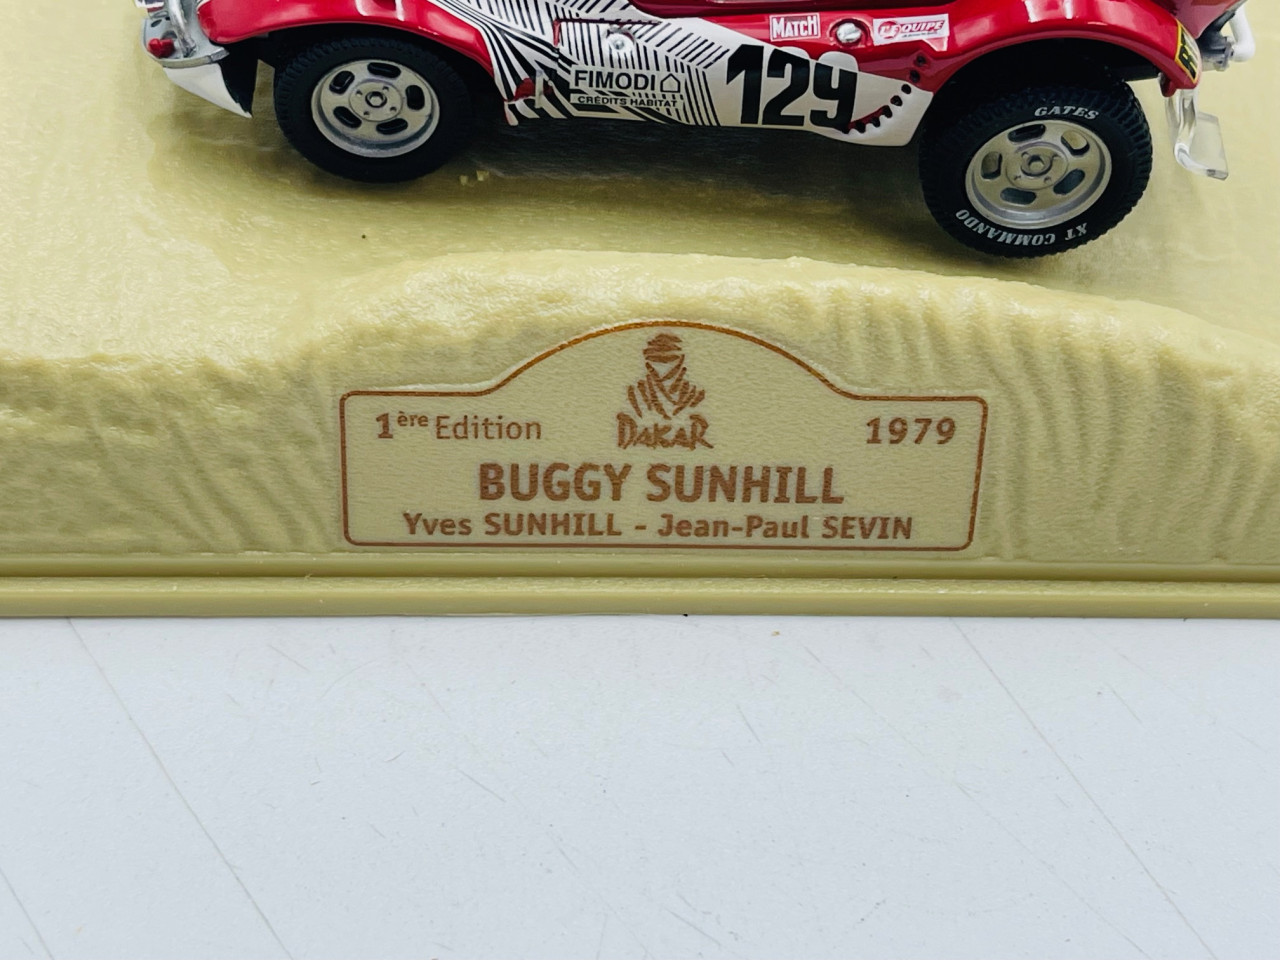 MATCH
L'EQUIPE
FIMODI
CRÉDITS HABITAT
129
GATES
XT COMMANDO
1ère Edition
DAKAR
1979
BUGGY SUNHILL
Yves SUNHILL - Jean-Paul SEVIN